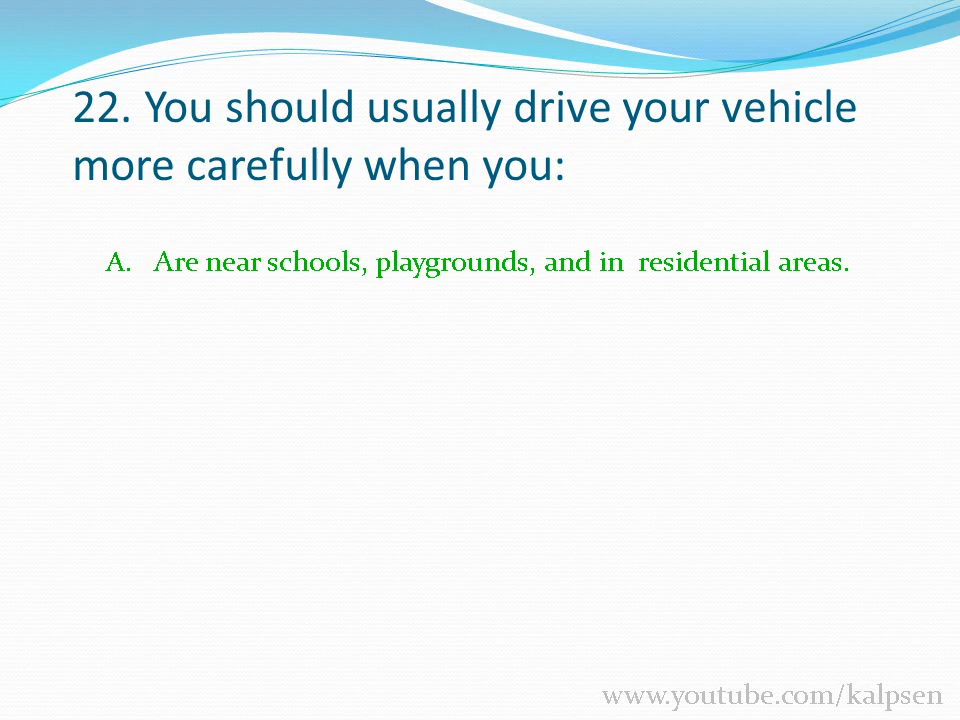 22. You should usually drive your vehicle
more carefully when you:
A. Are near schools, playgrounds, and in residential areas.
www.youtube.com/kalpsen